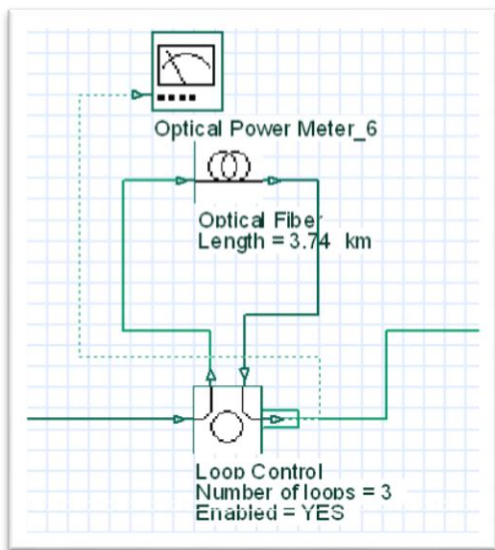 Optical Power Meter_6
Optical Fiber
Length = 3.74 km
Loop Control
Number of loops = 3
Enabled = YES